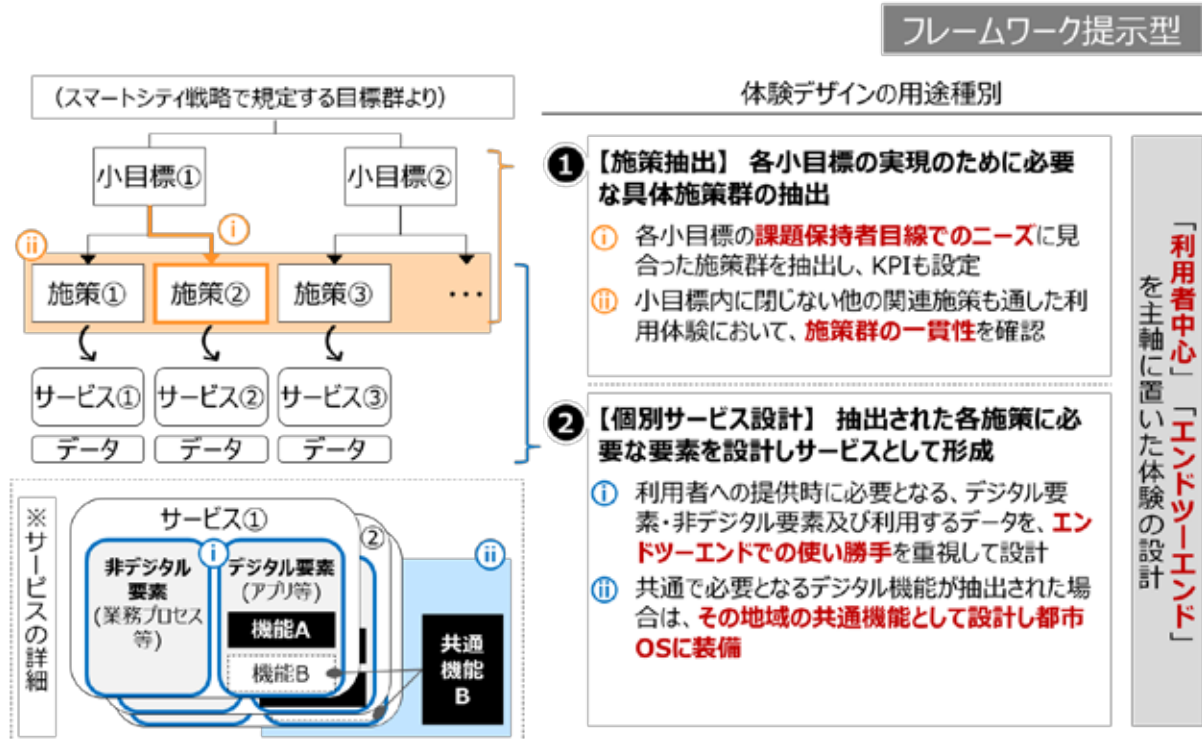 フレームワーク提示型
(スマートシティ戦略で規定する目標群より)
小目標①
小目標②
ⅰ
ⅱ
施策①
施策②
施策③
…
サービス①
サービス②
サービス③
データ
データ
データ
※サービスの詳細
サービス①
②
ⅰ
ⅱ
非デジタル
要素
(業務プロセス
等)
デジタル要素
(アプリ等)
機能A
機能B
共通
機能
B
体験デザインの用途種別
❶ 【施策抽出】 各小目標の実現のために必要
な具体施策群の抽出
ⅰ 各小目標の課題保持者目線でのニーズに見
合った施策群を抽出し、KPIも設定
ⅱ 小目標内に閉じない他の関連施策も通した利
用体験において、施策群の一貫性を確認
❷ 【個別サービス設計】 抽出された各施策に必
要な要素を設計しサービスとして形成
ⅰ 利用者への提供時に必要となる、デジタル要
素・非デジタル要素及び利用するデータを、エン
ドツーエンドでの使い勝手を重視して設計
ⅱ 共通で必要となるデジタル機能が抽出された場
合は、その地域の共通機能として設計し都市
OSに装備
「利用者中心」「エンドツーエンド」
を主軸に置いた体験の設計